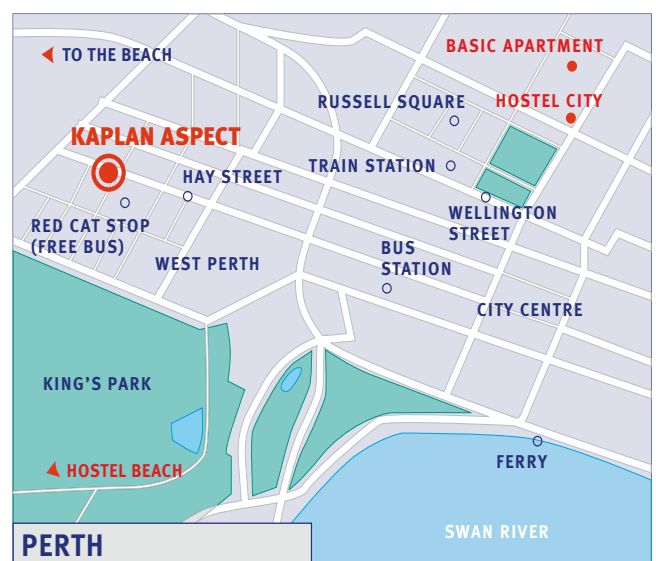 BASIC APARTMENT
TO THE BEACH
RUSSELL SQUARE
HOSTEL CITY
KAPLAN ASPECT
TRAIN STATION
HAY STREET
RED CAT STOP
(FREE BUS)
WELLINGTON
STREET
WEST PERTH
BUS
STATION
CITY CENTRE
KING'S PARK
HOSTEL BEACH
FERRY
SWAN RIVER
PERTH